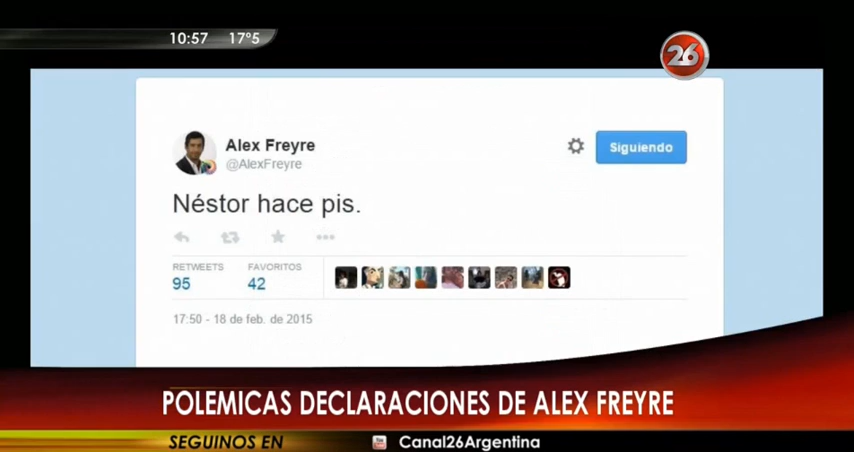 10:57 17°5
26
Alex Freyre
@AlexFreyre
Siguiendo
Néstor hace pis.
RETWEETS FAVORITOS
95 42
17:50 - 18 de feb. de 2015
POLEMICAS DECLARACIONES DE ALEX FREYRE
SEGUINOS EN Canal26Argentina